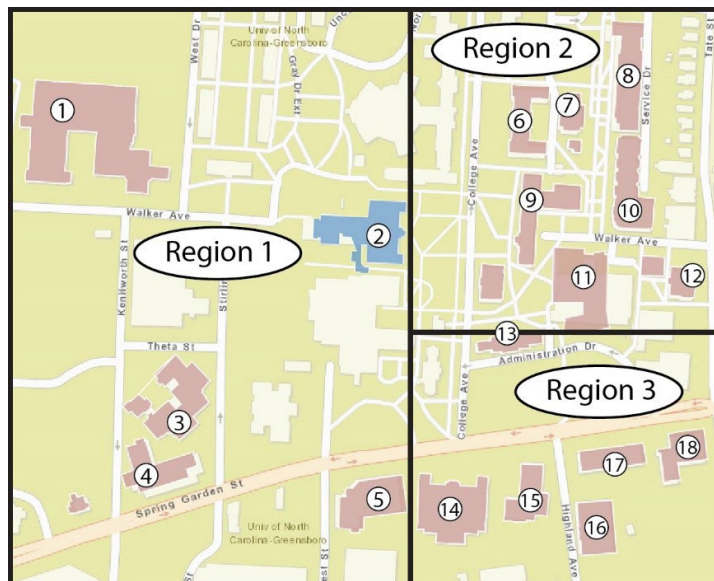 Univ of North
Carolina-Greensboro
West Dr
Gray Dr Ext
Region 1
1
2
Walker Ave
Kenilworth St
Theta St
3
4
5
Spring Garden St
Univ of North
Carolina-Greensboro
Region 2
6
7
8
Service Dr
Tate St
College Ave
9
10
Walker Ave
11
12
13
Administration Dr
Region 3
College Ave
14
15
16
17
18
Highland Ave